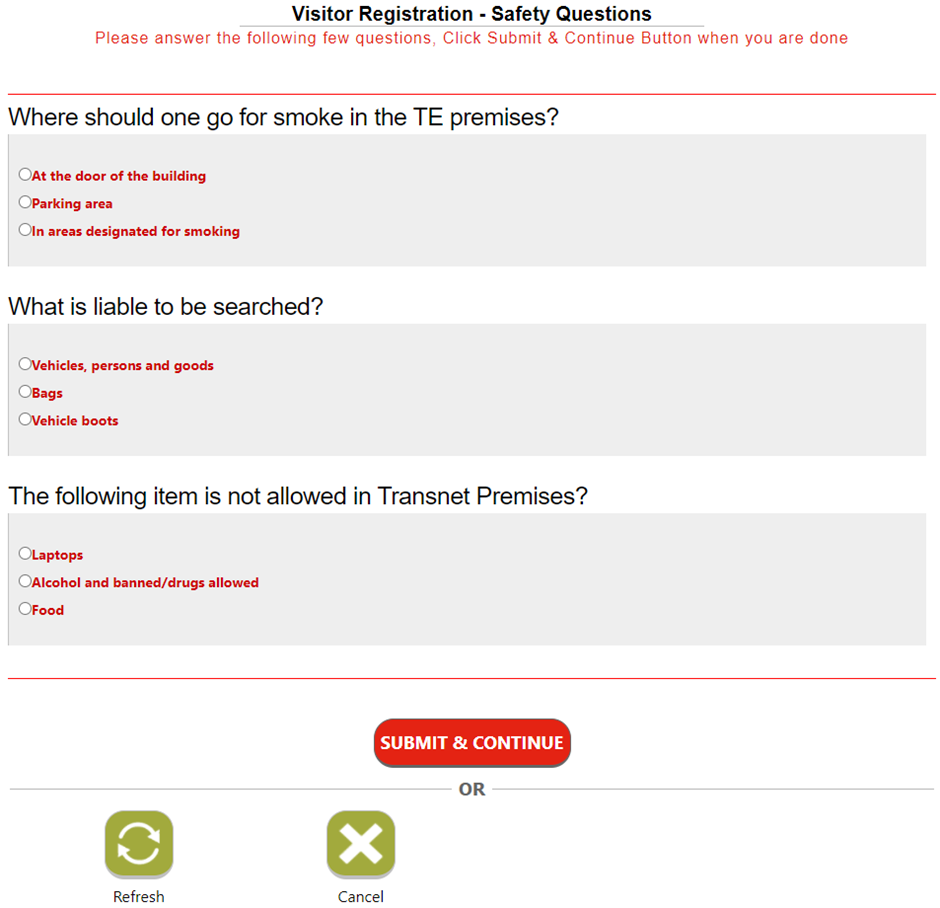 Visitor Registration - Safety Questions
Please answer the following few questions, Click Submit & Continue Button when you are done
Where should one go for smoke in the TE premises?
At the door of the building
Parking area
In areas designated for smoking
What is liable to be searched?
Vehicles, persons and goods
Bags
Vehicle boots
The following item is not allowed in Transnet Premises?
Laptops
Alcohol and banned/drugs allowed
Food
SUBMIT & CONTINUE
OR
Refresh Cancel